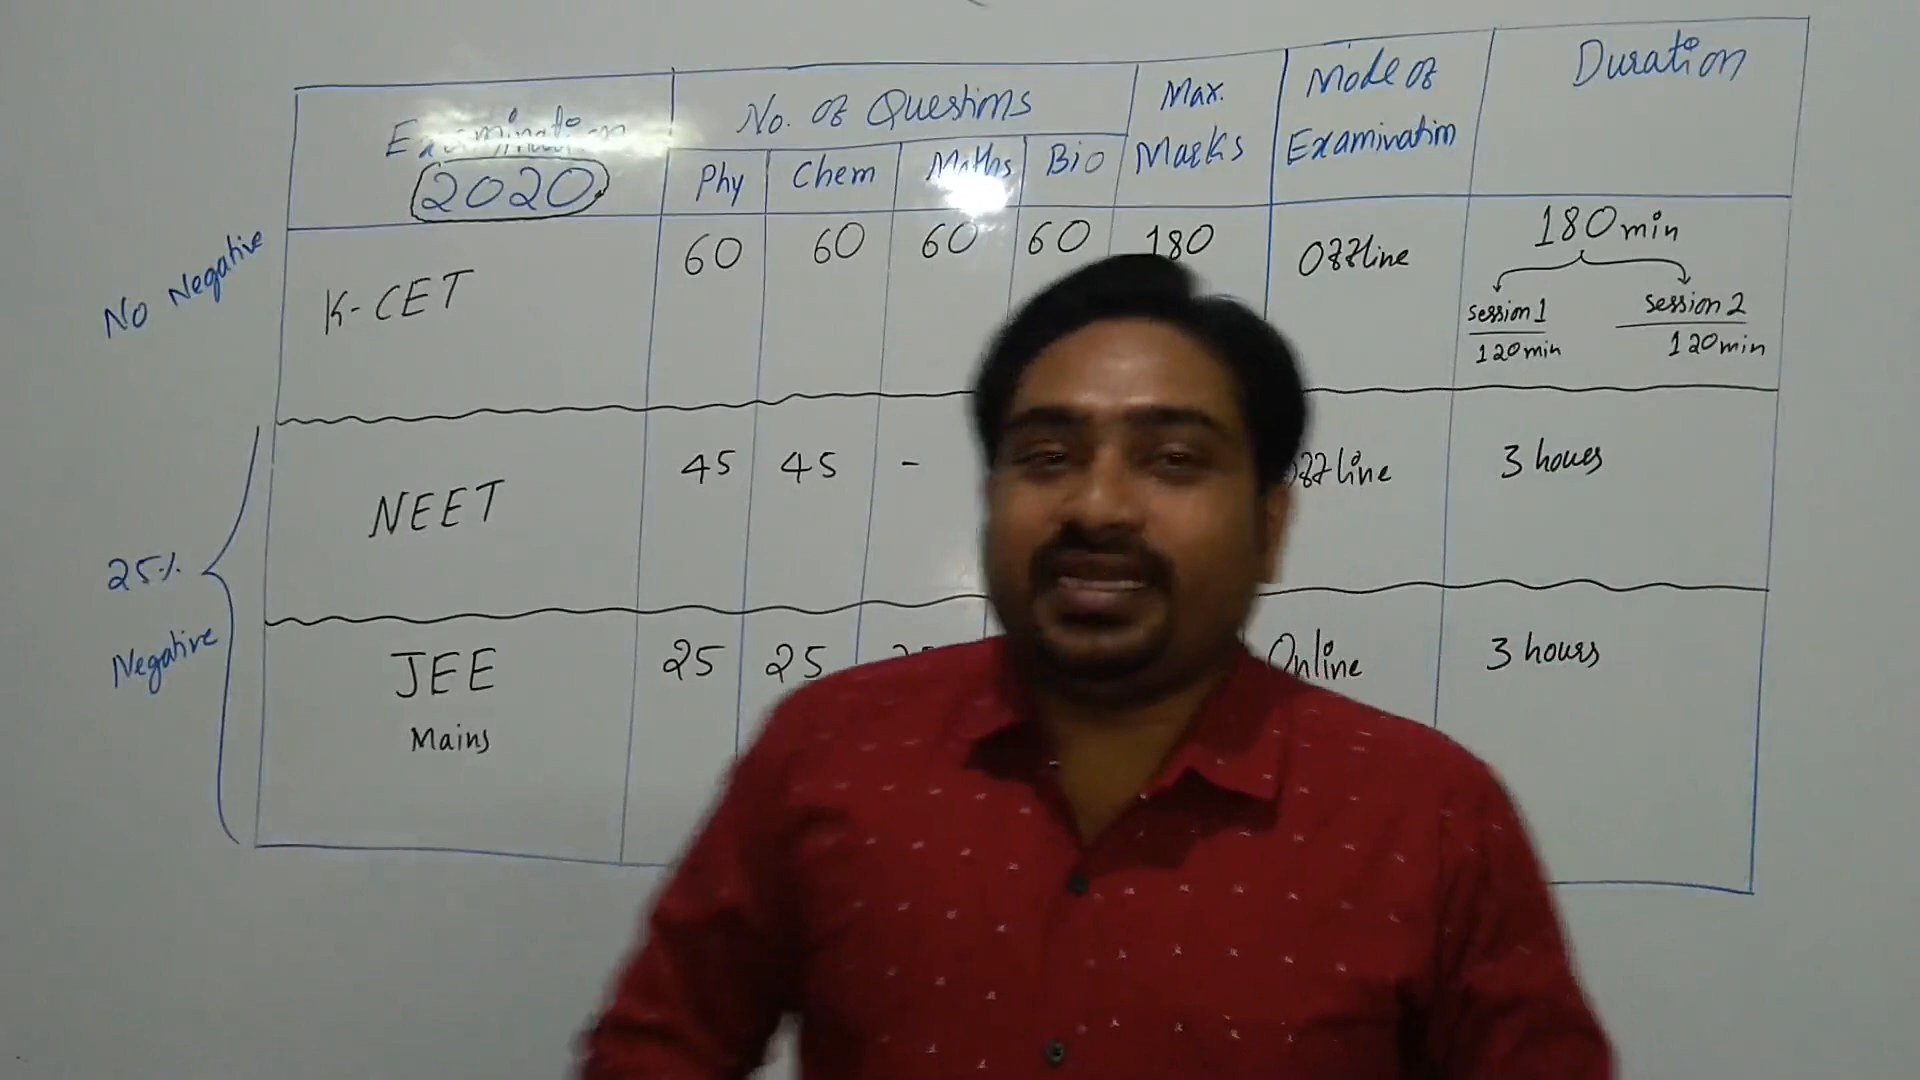 Examination
2020
No. of Questions
Phy Chem Maths Bio
Max.
Marks
Mode of
Examination
Duration
No Negative
K-CET
60 60 60 60 180 Offline
180 min
session 1 session 2
120 min 120 min
25%
Negative
NEET 45 45 - 3 hours
JEE
Mains
25 25 Online 3 hours